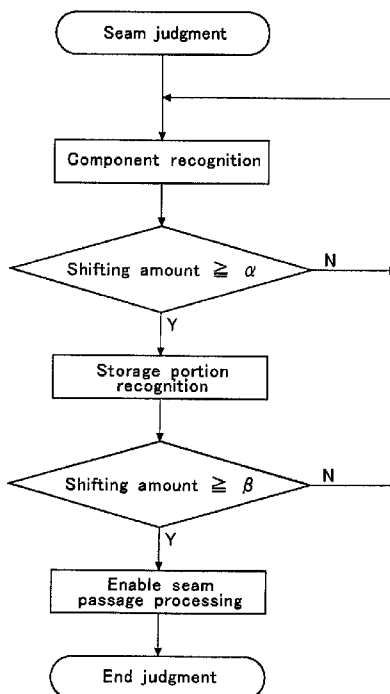 Seam judgment
Component recognition
Shifting amount ≧ α
N
Y
Storage portion
recognition
Shifting amount ≧ β
N
Y
Enable seam
passage processing
End judgment